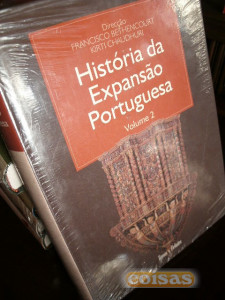 Direcção
FRANCISCO BETHENCOURT
KIRTI CHAUDHURI
História da
Expansão
Portuguesa
Volume 2
coisas